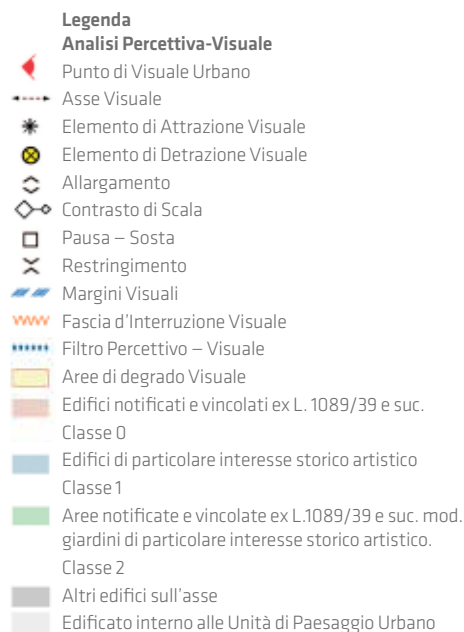 Legenda
Analisi Percettiva-Visuale
Punto di Visuale Urbano
Asse Visuale
Elemento di Attrazione Visuale
Elemento di Detrazione Visuale
Allargamento
Contrasto di Scala
Pausa – Sosta
Restringimento
Margini Visuali
Fascia d'Interruzione Visuale
Filtro Percettivo – Visuale
Aree di degrado Visuale
Edifici notificati e vincolati ex L. 1089/39 e suc.
Classe 0
Edifici di particolare interesse storico artistico
Classe 1
Aree notificate e vincolate ex L.1089/39 e suc. mod.
giardini di particolare interesse storico artistico.
Classe 2
Altri edifici sull'asse
Edificato interno alle Unità di Paesaggio Urbano